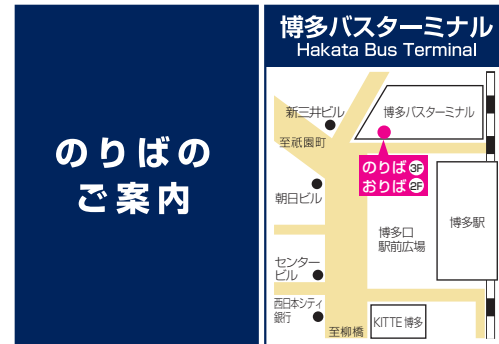 のりばの
ご案内
博多バスターミナル
Hakata Bus Terminal
新三井ビル
博多バスターミナル
至祇園町
のりば 3F
おりば 2F
朝日ビル
博多口
駅前広場
博多駅
センター
ビル
西日本シティ
銀行
至柳橋
KITTE 博多